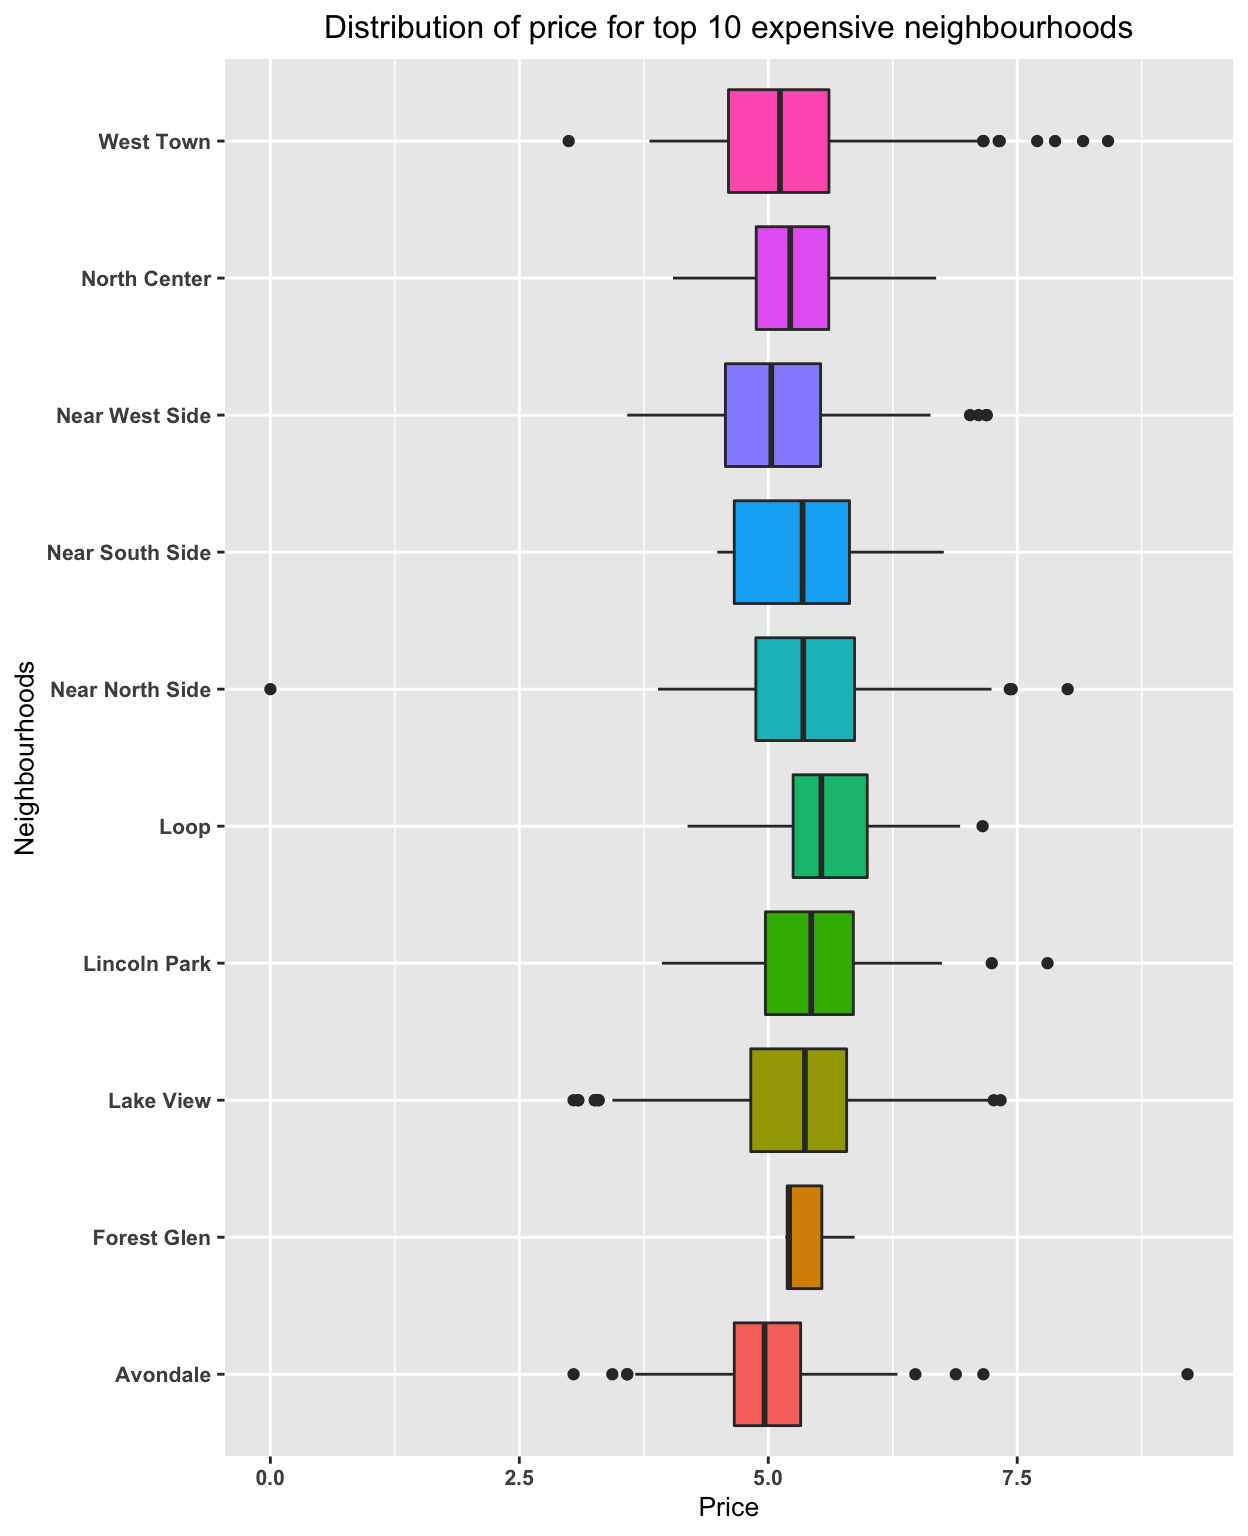 Distribution of price for top 10 expensive neighbourhoods
Neighbourhoods
West Town
North Center
Near West Side
Near South Side
Near North Side
Loop
Lincoln Park
Lake View
Forest Glen
Avondale
0.0 2.5 5.0 7.5
Price